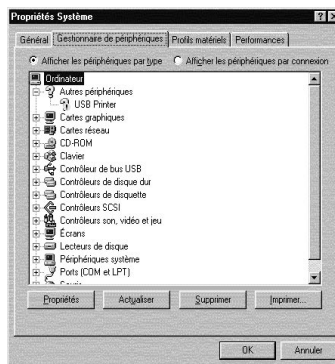 Propriétés Système
Général Gestionnaire de périphériques Profils matériels Performances
Afficher les périphériques par type Afficher les périphériques par connexion
Ordinateur
Autres périphériques
USB Printer
Cartes graphiques
Cartes réseau
CD-ROM
Clavier
Contrôleur de bus USB
Contrôleurs de disque dur
Contrôleurs de disquette
Contrôleurs SCSI
Contrôleurs son, vidéo et jeu
Écrans
Lecteurs de disque
Périphériques système
Ports (COM et LPT)
Souris
Propriétés Actualiser Supprimer Imprimer...
OK Annuler